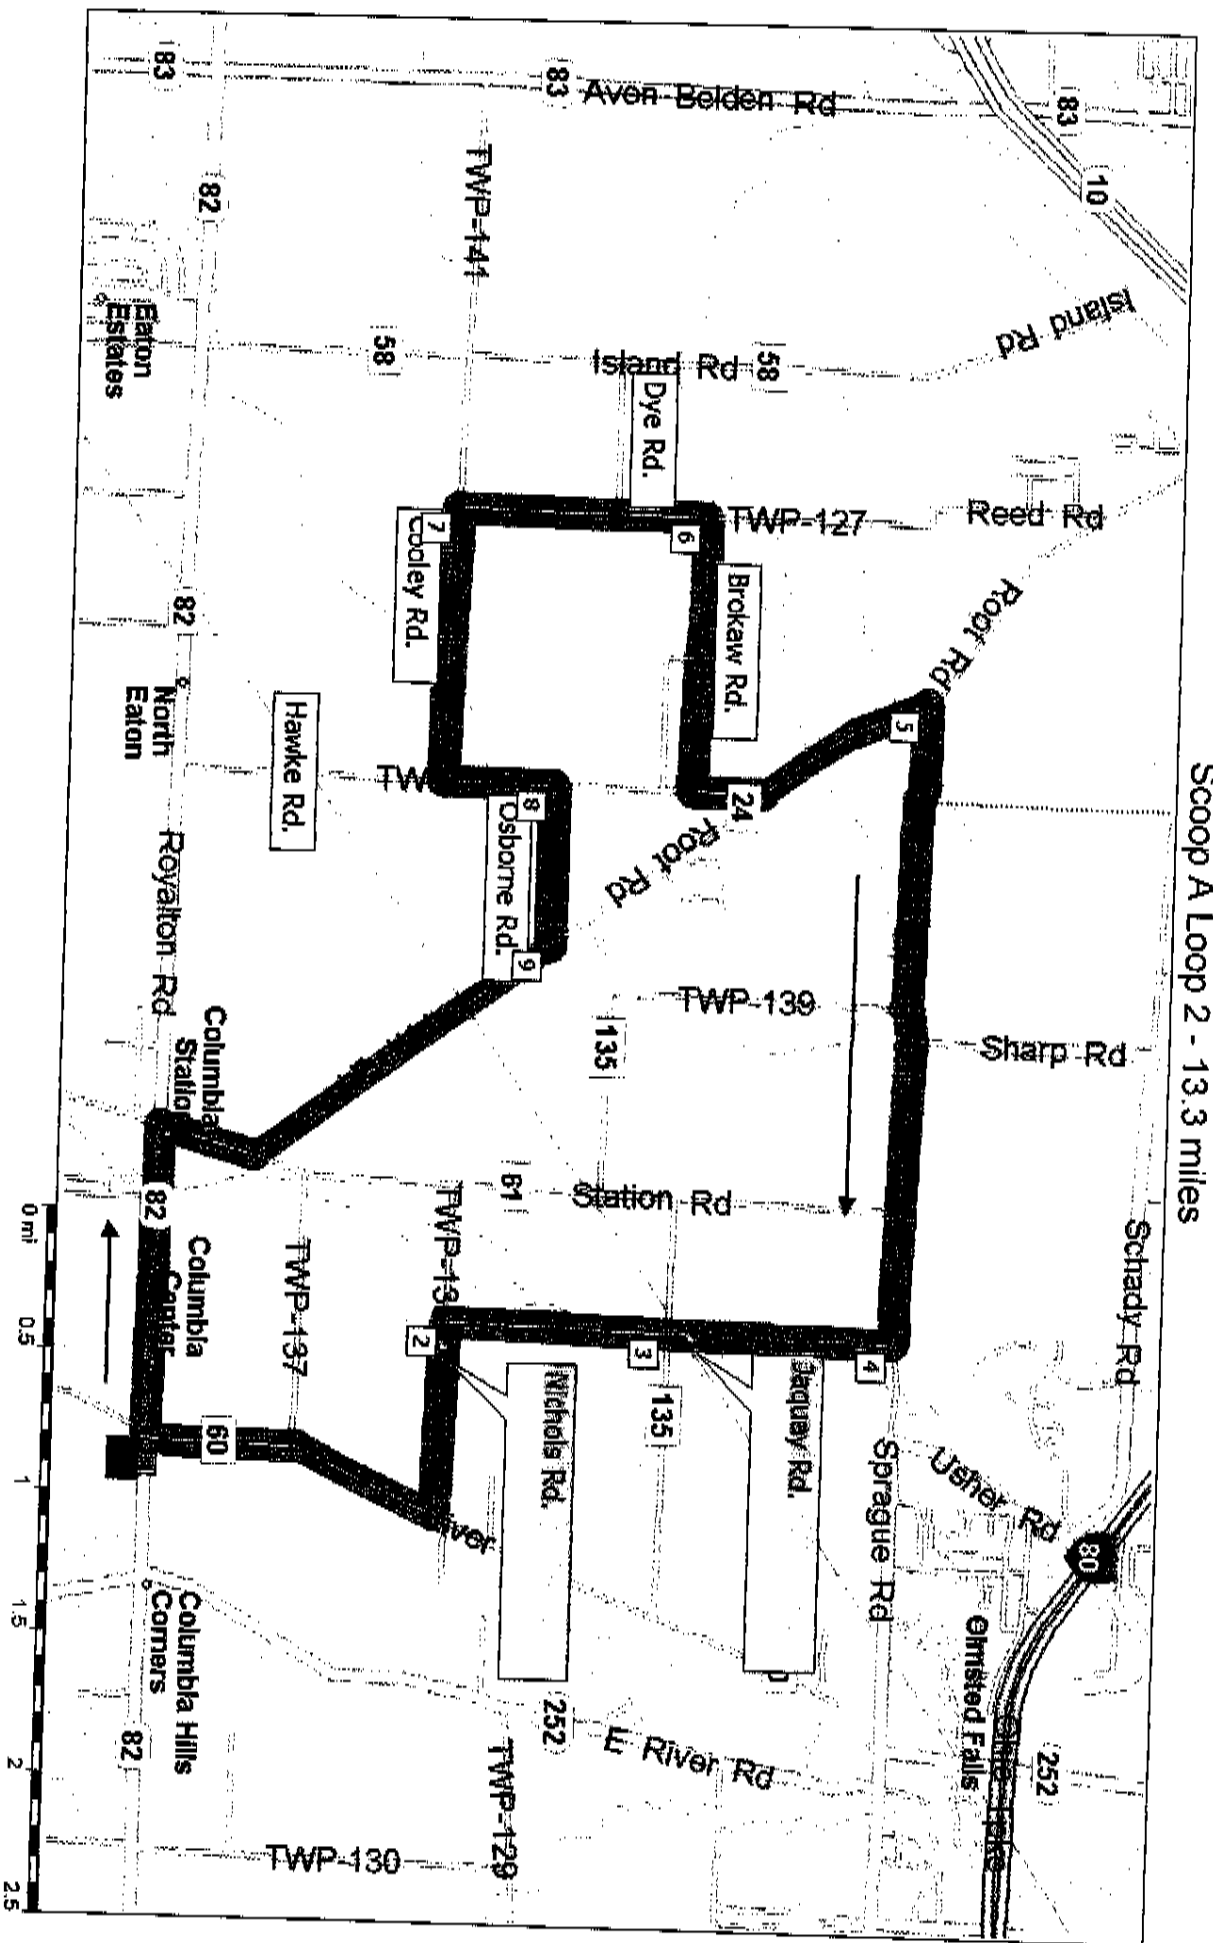 Scoop A Loop 2 - 13.3 miles
83
Avon Belden Rd
83
83
10
82
TWP-141
Island Rd
58
Island Rd
58
Eaton
Estates
Dye Rd.
7
6
TWP-127
Reed Rd
Cooley Rd.
Brokaw Rd.
Root Rd
5
82
North
Eaton
Hawke Rd.
TW
8
24
Root Rd
Osborne Rd.
9
Royalton Rd
TWP-139
135
Sharp Rd
Columbia
Station
82
61
Station Rd
Columbia
Center
TWP-137
TWP-13
2
3
4
Schady Rd
60
Nichols Rd.
135
Jaquay Rd.
Sprague Rd
Usher Rd
80
Olmsted Falls
Columbia Hills
Corners
82
252
E River Rd
252
TWP-129
TWP-130
0 mi
0.5
1
1.5
2
2.5